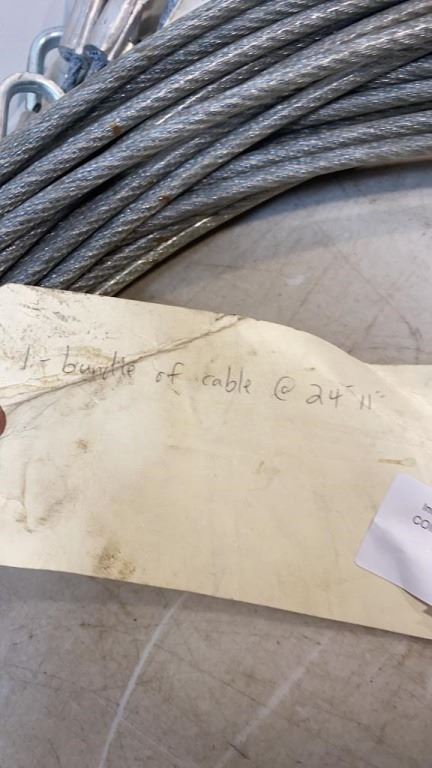 1- bundle of cable @ 24' 11"